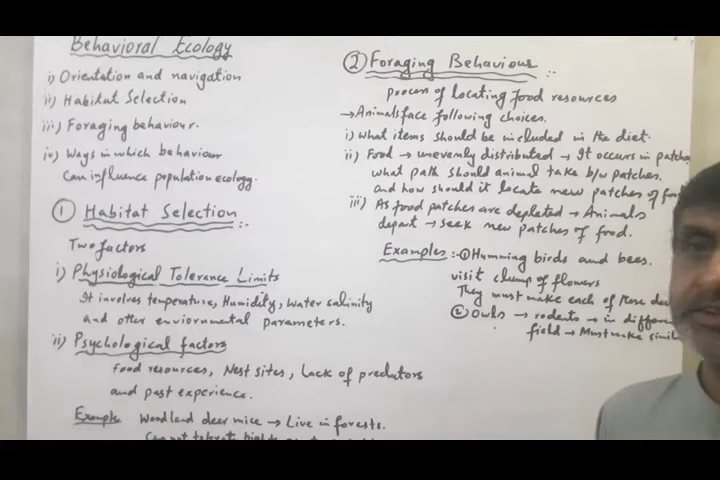 Behavioral Ecology
i) Orientation and navigation
ii) Habitat Selection
iii) Foraging behaviour.
iv) Ways in which behaviour
can influence population ecology.
① Habitat Selection :.
Two factors
i) Physiological Tolerance Limits
It involves temperature, Humidity, water salinity
and other enviornmental parameters.
ii) Psychological factors
Food resources, Nest sites, Lack of predators
and past experience.
Example Woodland deer mice → Live in forests.
Can not tolerate high
② Foraging Behaviour :.
process of locating food resources
→ Animals face following choices.
i) What items should be included in the diet.
ii) Food → unevenly distributed → It occurs in patches
what path should animal take b/w patches.
and how should it locate new patches of food
iii) As food patches are depleted → Animals
depart → seek new patches of food.
Examples :- ① Humming birds and bees.
visit clump of flowers
They must make each of these
② Owls → rodents → in
field → Must make